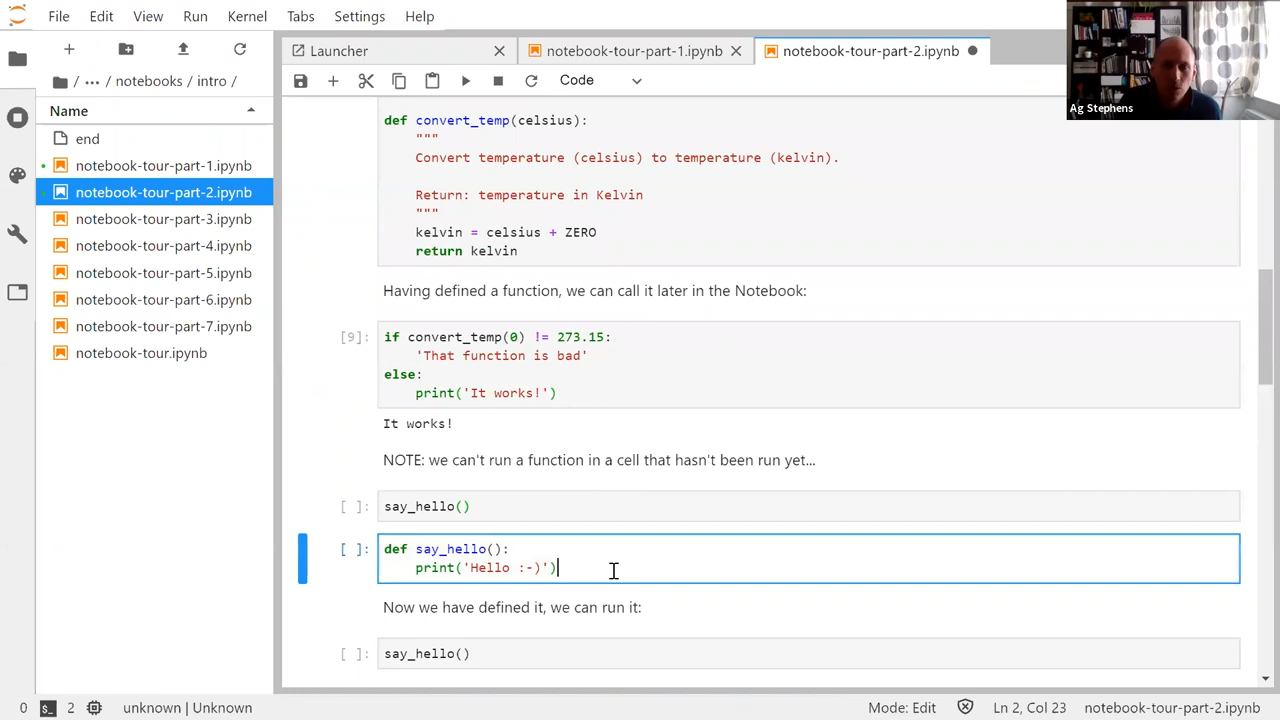 File Edit View Run Kernel Tabs Settings Help
Launcher
notebook-tour-part-1.ipynb
notebook-tour-part-2.ipynb
/ ... notebooks / intro /
Code
Name
end
notebook-tour-part-1.ipynb
notebook-tour-part-2.ipynb
notebook-tour-part-3.ipynb
notebook-tour-part-4.ipynb
notebook-tour-part-5.ipynb
notebook-tour-part-6.ipynb
notebook-tour-part-7.ipynb
notebook-tour.ipynb
Ag Stephens
def convert_temp(celsius):
"""
Convert temperature (celsius) to temperature (kelvin).
Return: temperature in Kelvin
"""
kelvin = celsius + ZERO
return kelvin
Having defined a function, we can call it later in the Notebook:
[9]: if convert_temp(0) != 273.15:
'That function is bad'
else:
print('It works!')
It works!
NOTE: we can't run a function in a cell that hasn't been run yet...
[ ]: say_hello()
[ ]: def say_hello():
print('Hello :-)')
Now we have defined it, we can run it:
[ ]: say_hello()
0 $_ 2 unknown | Unknown Mode: Edit Ln 2, Col 23 notebook-tour-part-2.ipynb